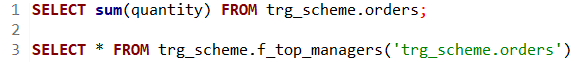 1 SELECT sum(quantity) FROM trg_scheme.orders;
2
3 SELECT * FROM trg_scheme.f_top_managers('trg_scheme.orders')